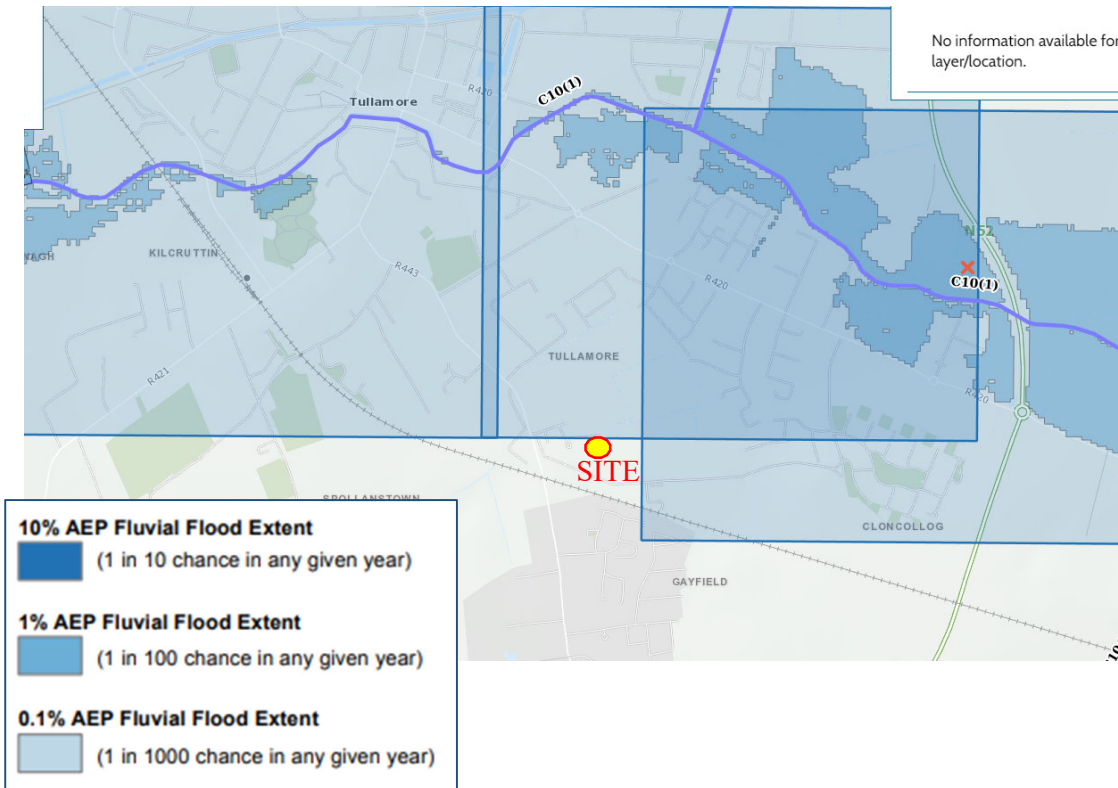 No information available for
layer/location.
C10(1)
R420
Tullamore
N52
C10(1)
KILCRUTTIN
R443
R420
TULLAMORE
R420
R421
SITE
SPOLLANSTOWN
CLONCOLLOG
GAYFIELD
10% AEP Fluvial Flood Extent
(1 in 10 chance in any given year)
1% AEP Fluvial Flood Extent
(1 in 100 chance in any given year)
0.1% AEP Fluvial Flood Extent
(1 in 1000 chance in any given year)